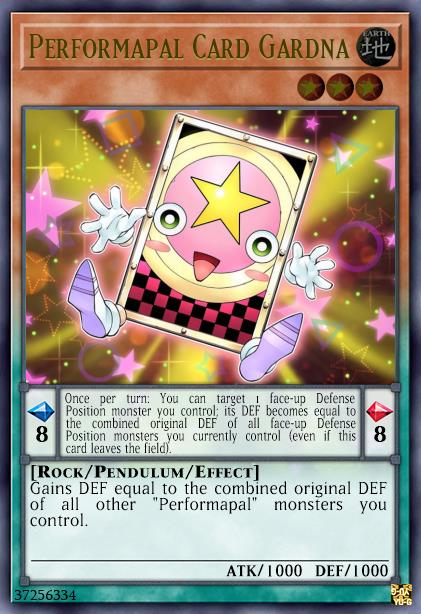 PERFORMAPAL CARD GARDNA
EARTH
地
8
Once per turn: You can target 1 face-up Defense
Position monster you control; its DEF becomes equal to
the combined original DEF of all face-up Defense
Position monsters you currently control (even if this
card leaves the field).
8
[ROCK/PENDULUM/EFFECT]
Gains DEF equal to the combined original DEF
of all other "Performapal" monsters you
control.
ATK/1000 DEF/1000
37256334